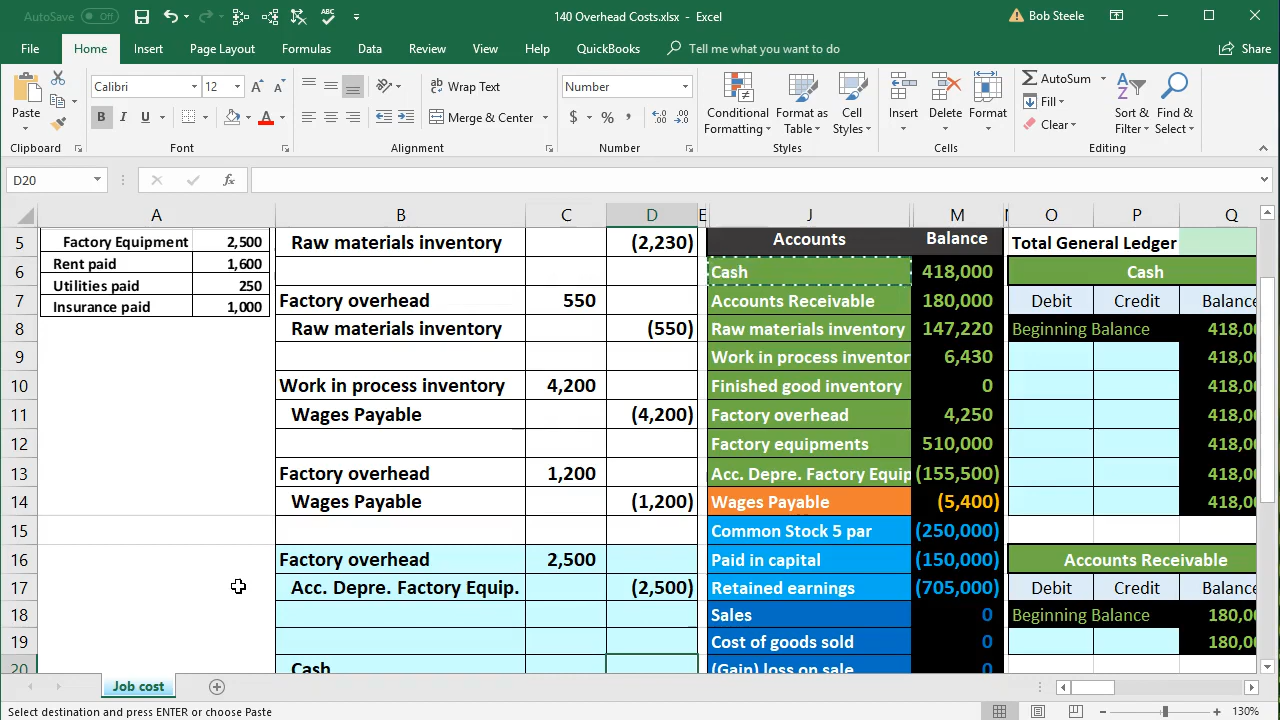 AutoSave Off 140 Overhead Costs.xlsx - Excel Bob Steele
File Home Insert Page Layout Formulas Data Review View Help QuickBooks Tell me what you want to do Share
Paste Calibri 12 Wrap Text Number AutoSum
B I U A Merge & Center $ % , Conditional Formatting Format as Table Cell Styles Insert Delete Format Fill Sort & Filter Find & Select
Clear
Clipboard Font Alignment Number Styles Cells Editing
D20 fx
A B C D E J M O P Q
5 Factory Equipment 2,500 Raw materials inventory (2,230) Accounts Balance Total General Ledger
6 Rent paid 1,600 Cash 418,000 Cash
Utilities paid 250
7 Factory overhead 550 Accounts Receivable 180,000 Debit Credit Balanc
Insurance paid 1,000
8 Raw materials inventory (550) Raw materials inventory 147,220 Beginning Balance 418,00
9 Work in process inventor 6,430 418,00
10 Work in process inventory 4,200 Finished good inventory 0 418,00
11 Wages Payable (4,200) Factory overhead 4,250 418,00
12 Factory equipments 510,000 418,00
13 Factory overhead 1,200 Acc. Depre. Factory Equip (155,500) 418,00
14 Wages Payable (1,200) Wages Payable (5,400) 418,00
15 Common Stock 5 par (250,000)
16 Factory overhead 2,500 Paid in capital (150,000) Accounts Receivable
17 Acc. Depre. Factory Equip. (2,500) Retained earnings (705,000) Debit Credit Balanc
18 Sales 0 Beginning Balance 180,00
19 Cost of goods sold 0 180,00
20 Cash (Gain) loss on sale 0
Job cost
Select destination and press ENTER or choose Paste 130%